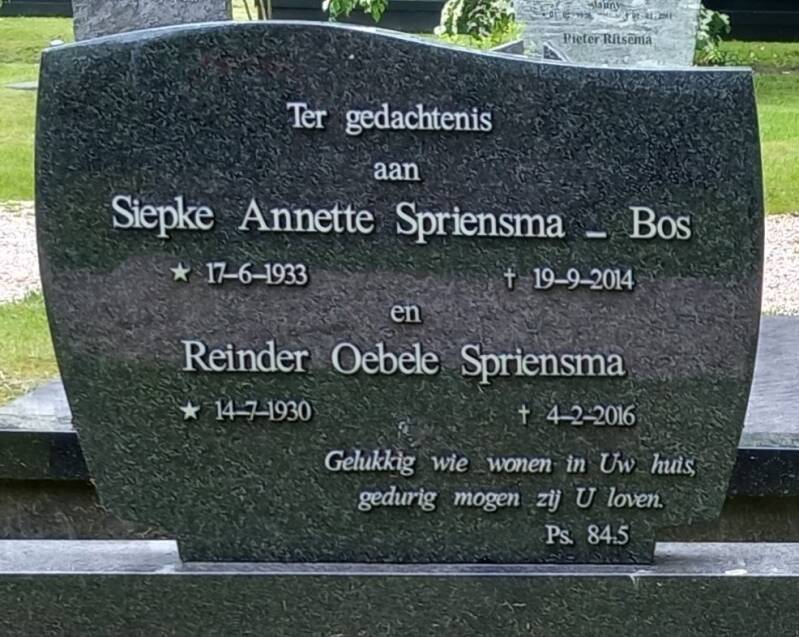 Pieter Ritsema
Ter gedachtenis
aan
Siepke Annette Spriensma - Bos
★ 17-6-1933 † 19-9-2014
en
Reinder Oebele Spriensma
★ 14-7-1930 † 4-2-2016
Gelukkig wie wonen in Uw huis,
gedurig mogen zij U loven.
Ps. 84:5